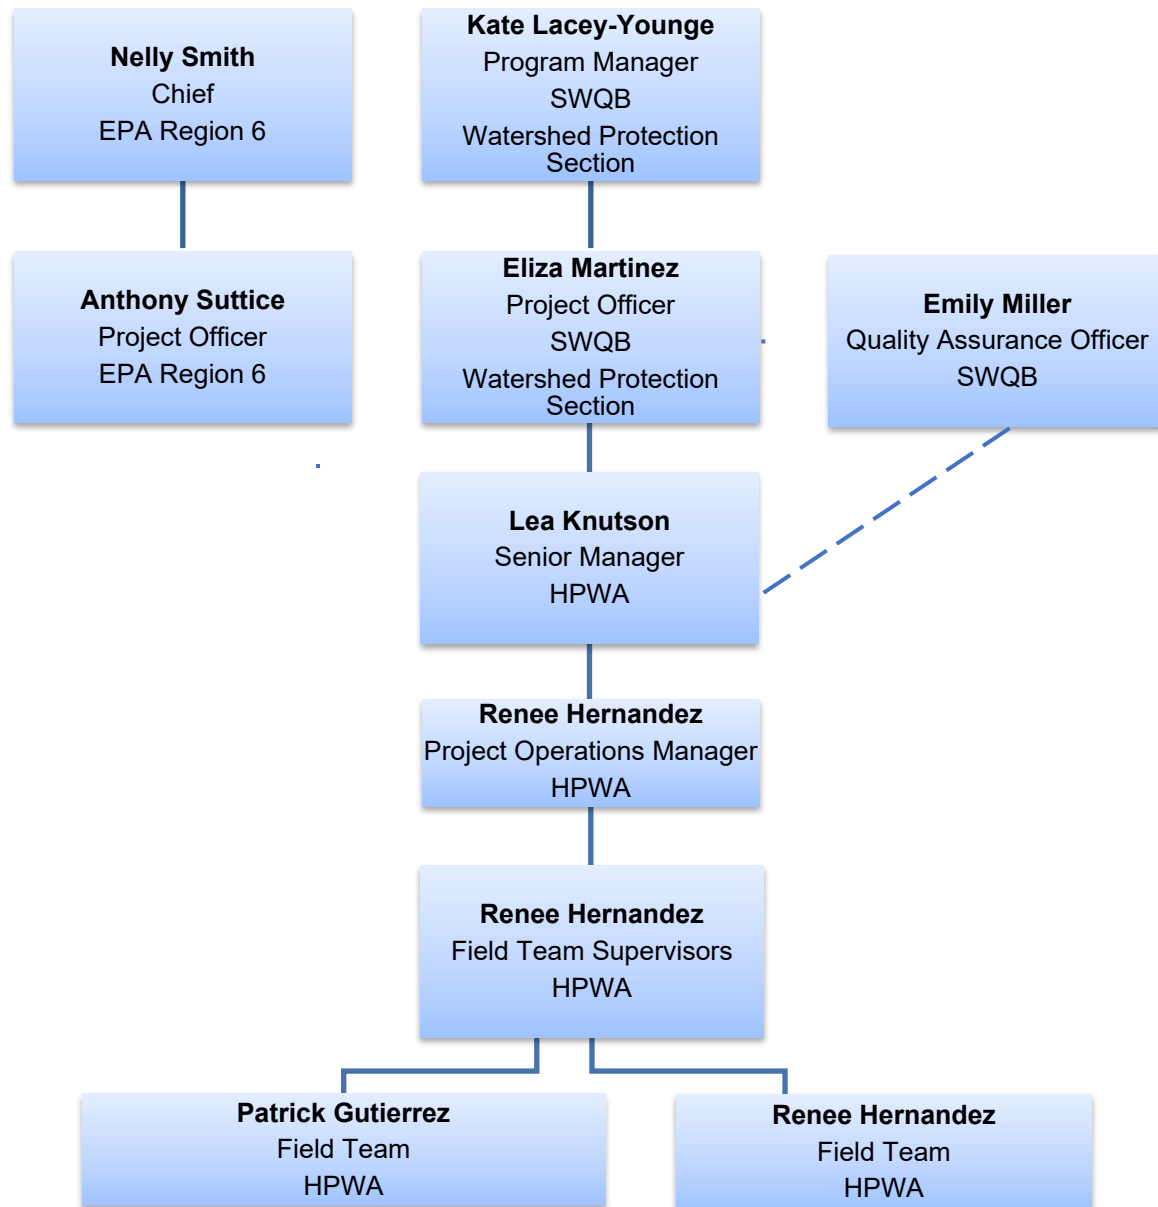 Nelly Smith
Chief
EPA Region 6
Kate Lacey-Younge
Program Manager
SWQB
Watershed Protection
Section
Anthony Suttice
Project Officer
EPA Region 6
Eliza Martinez
Project Officer
SWQB
Watershed Protection
Section
Emily Miller
Quality Assurance Officer
SWQB
Lea Knutson
Senior Manager
HPWA
Renee Hernandez
Project Operations Manager
HPWA
Renee Hernandez
Field Team Supervisors
HPWA
Patrick Gutierrez
Field Team
HPWA
Renee Hernandez
Field Team
HPWA